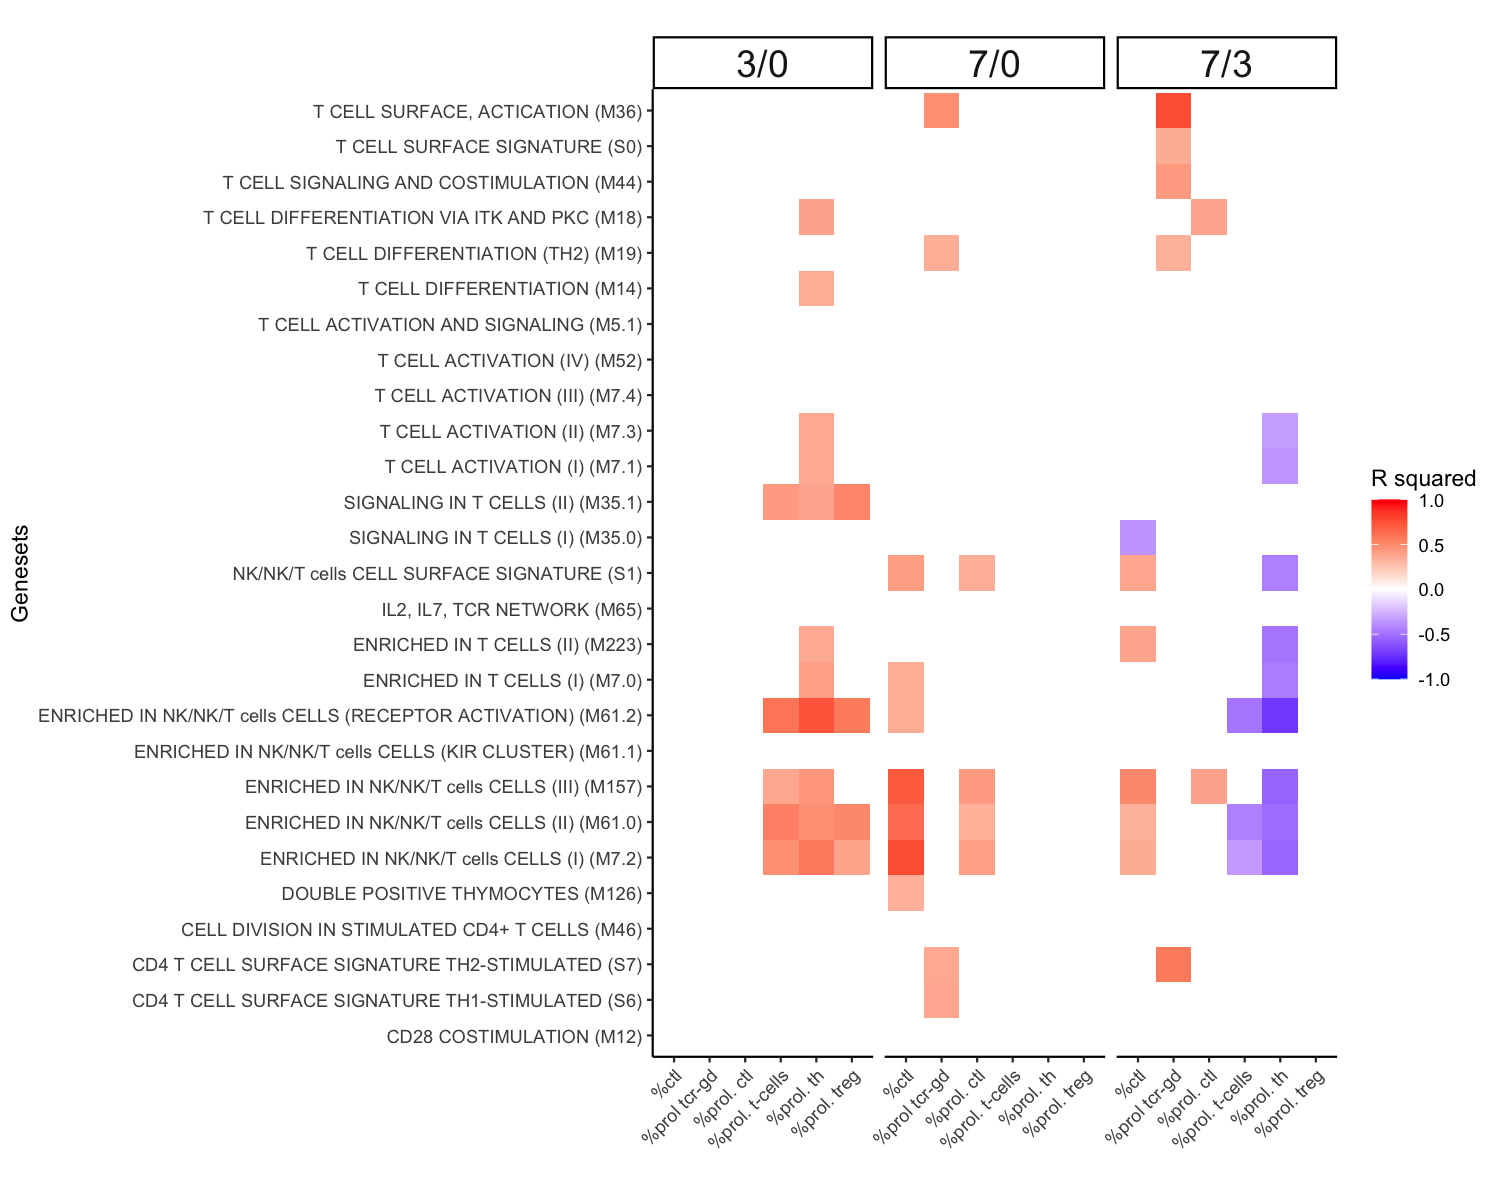 3/0 7/0 7/3
Genesets
T CELL SURFACE, ACTICATION (M36)
T CELL SURFACE SIGNATURE (S0)
T CELL SIGNALING AND COSTIMULATION (M44)
T CELL DIFFERENTIATION VIA ITK AND PKC (M18)
T CELL DIFFERENTIATION (TH2) (M19)
T CELL DIFFERENTIATION (M14)
T CELL ACTIVATION AND SIGNALING (M5.1)
T CELL ACTIVATION (IV) (M52)
T CELL ACTIVATION (III) (M7.4)
T CELL ACTIVATION (II) (M7.3)
T CELL ACTIVATION (I) (M7.1)
SIGNALING IN T CELLS (II) (M35.1)
SIGNALING IN T CELLS (I) (M35.0)
NK/NK/T cells CELL SURFACE SIGNATURE (S1)
IL2, IL7, TCR NETWORK (M65)
ENRICHED IN T CELLS (II) (M223)
ENRICHED IN T CELLS (I) (M7.0)
ENRICHED IN NK/NK/T cells CELLS (RECEPTOR ACTIVATION) (M61.2)
ENRICHED IN NK/NK/T cells CELLS (KIR CLUSTER) (M61.1)
ENRICHED IN NK/NK/T cells CELLS (III) (M157)
ENRICHED IN NK/NK/T cells CELLS (II) (M61.0)
ENRICHED IN NK/NK/T cells CELLS (I) (M7.2)
DOUBLE POSITIVE THYMOCYTES (M126)
CELL DIVISION IN STIMULATED CD4+ T CELLS (M46)
CD4 T CELL SURFACE SIGNATURE TH2-STIMULATED (S7)
CD4 T CELL SURFACE SIGNATURE TH1-STIMULATED (S6)
CD28 COSTIMULATION (M12)
%ctl
%prol tcr-gd
%prol. ctl
%prol. t-cells
%prol. th
%prol. treg
%ctl
%prol tcr-gd
%prol. ctl
%prol. t-cells
%prol. th
%prol. treg
%ctl
%prol tcr-gd
%prol. ctl
%prol. t-cells
%prol. th
%prol. treg
R squared
1.0
0.5
0.0
-0.5
-1.0